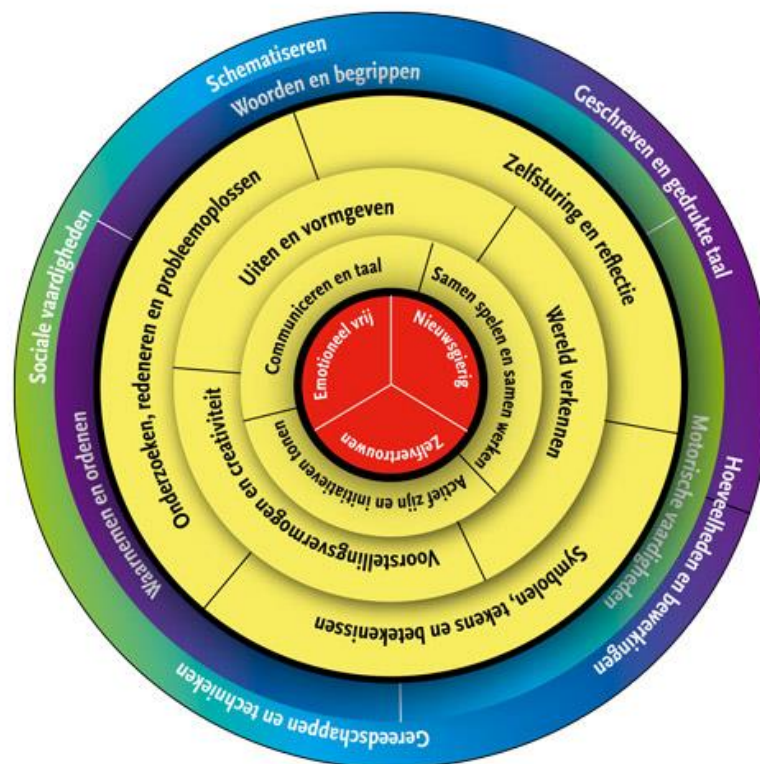 Schematiseren
Woorden en begrippen
Geschreven en gedrukte taal
Sociale vaardigheden
Hoeveelheden en bewerkingen
Gereedschappen en technieken
Waarnemen en ordenen
Motorische vaardigheden
Onderzoeken, redeneren en probleemoplossen
Zelfsturing en reflectie
Symbolen, tekens en betekenissen
Uiten en vormgeven
Wereld verkennen
Voorstellingsvermogen en creativiteit
Communiceren en taal
Samen spelen en samen werken
Actief zijn en initiatieven tonen
Emotioneel vrij
Nieuwsgierig
Zelfvertrouwen